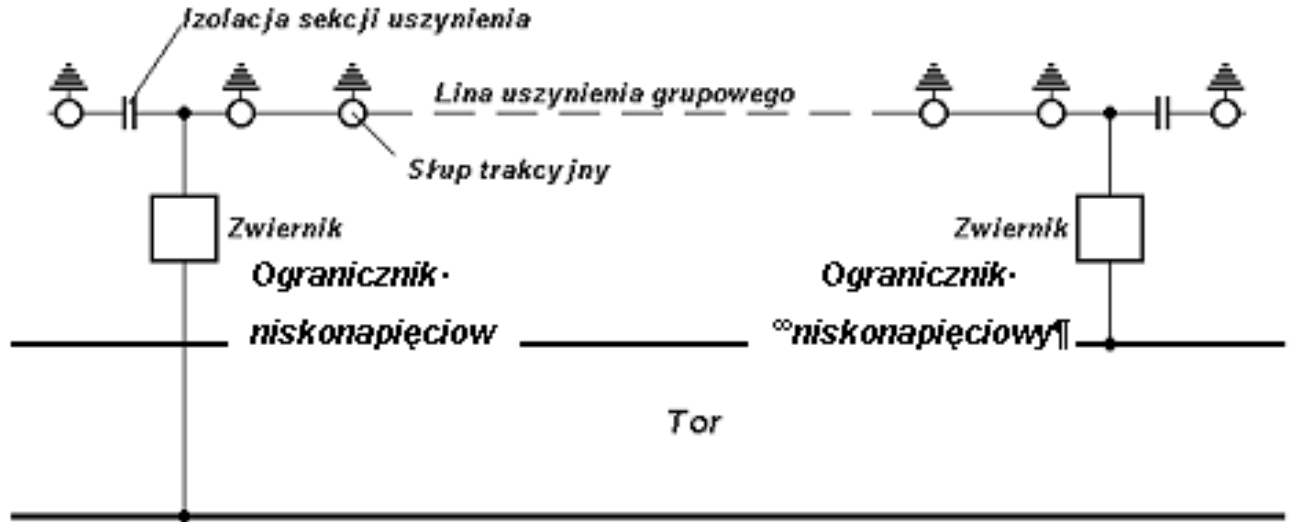 Izolacja sekcji uszynienia
Lina uszynienia grupowego
Słup trakcyjny
Zwiernik
Zwiernik
Ogranicznik·
niskonapięciow
Ogranicznik·
∞niskonapięciowy¶
Tor